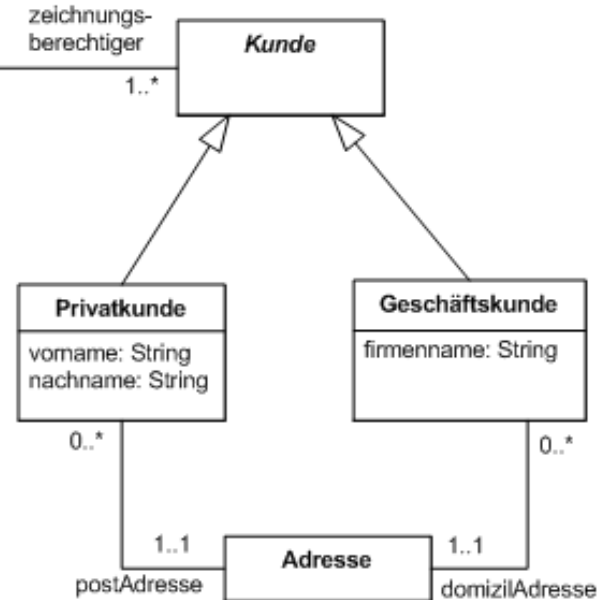 zeichnungs-
berechtiger
Kunde
1..*
Privatkunde
vorname: String
nachname: String
Geschäftskunde
firmenname: String
0..*
0..*
1..1
Adresse
1..1
postAdresse
domizilAdresse